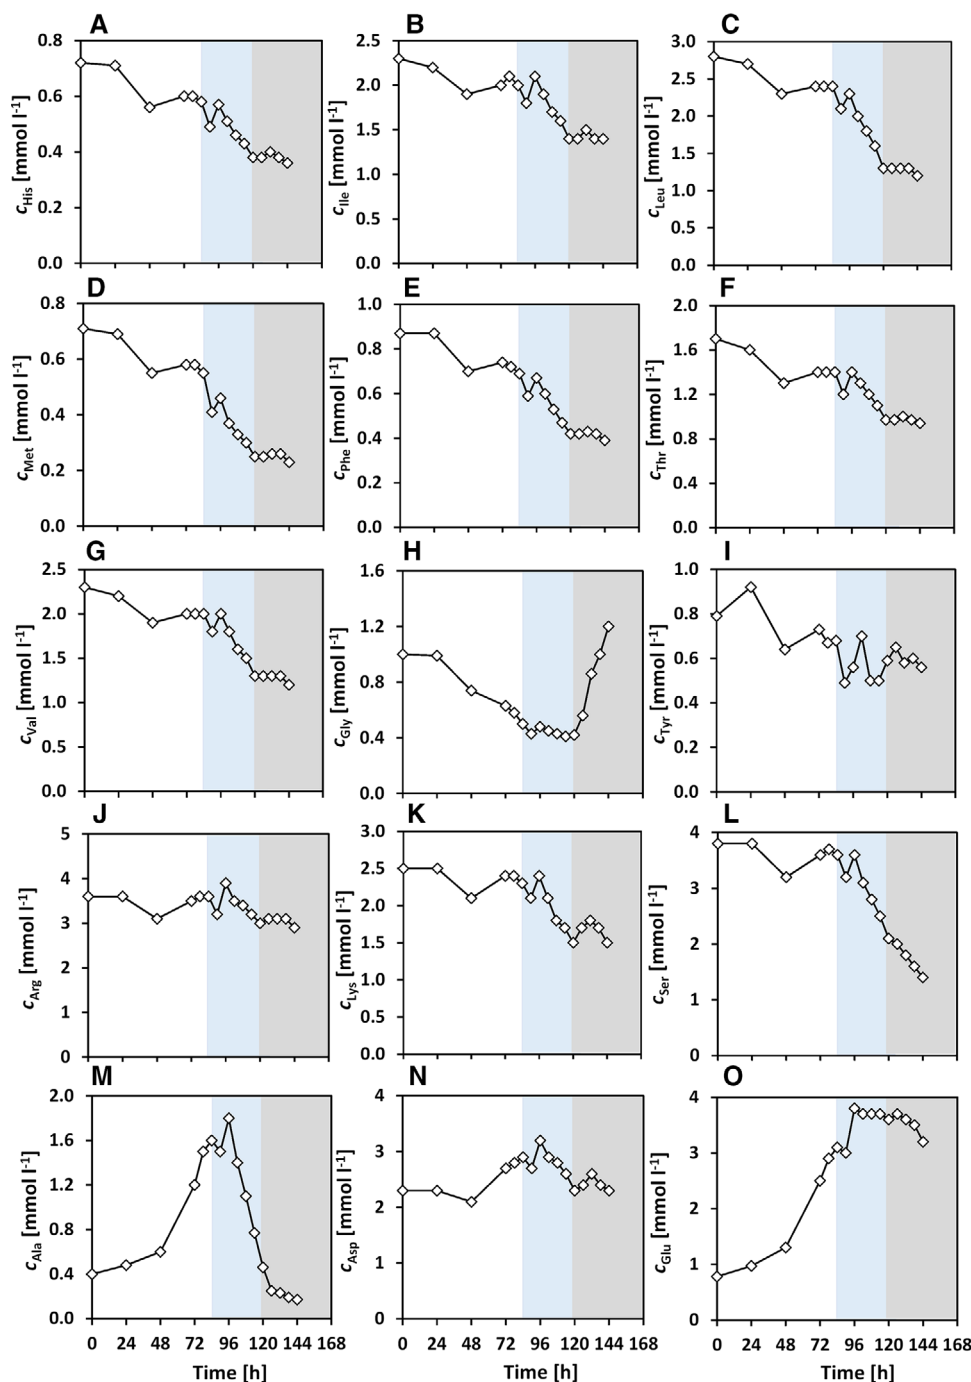 A
c_His [mmol l⁻¹]
0.8
0.6
0.4
0.2
0.0
B
c_Ile [mmol l⁻¹]
2.5
2.0
1.5
1.0
0.5
0.0
C
c_Leu [mmol l⁻¹]
3.0
2.5
2.0
1.5
1.0
0.5
0.0
D
c_Met [mmol l⁻¹]
0.8
0.6
0.4
0.2
0.0
E
c_Phe [mmol l⁻¹]
1.0
0.8
0.6
0.4
0.2
0.0
F
c_Thr [mmol l⁻¹]
2.0
1.6
1.2
0.8
0.4
0.0
G
c_Val [mmol l⁻¹]
2.5
2.0
1.5
1.0
0.5
0.0
H
c_Gly [mmol l⁻¹]
1.6
1.2
0.8
0.4
0.0
I
c_Tyr [mmol l⁻¹]
1.0
0.8
0.6
0.4
0.2
0.0
J
c_Arg [mmol l⁻¹]
5
4
3
2
1
0
K
c_Lys [mmol l⁻¹]
3.0
2.5
2.0
1.5
1.0
0.5
0.0
L
c_Ser [mmol l⁻¹]
4
3
2
1
0
M
c_Ala [mmol l⁻¹]
2.0
1.6
1.2
0.8
0.4
0.0
0 24 48 72 96 120 144 168
Time [h]
N
c_Asp [mmol l⁻¹]
4
3
2
1
0
0 24 48 72 96 120 144 168
Time [h]
O
c_Glu [mmol l⁻¹]
4
3
2
1
0
0 24 48 72 96 120 144 168
Time [h]